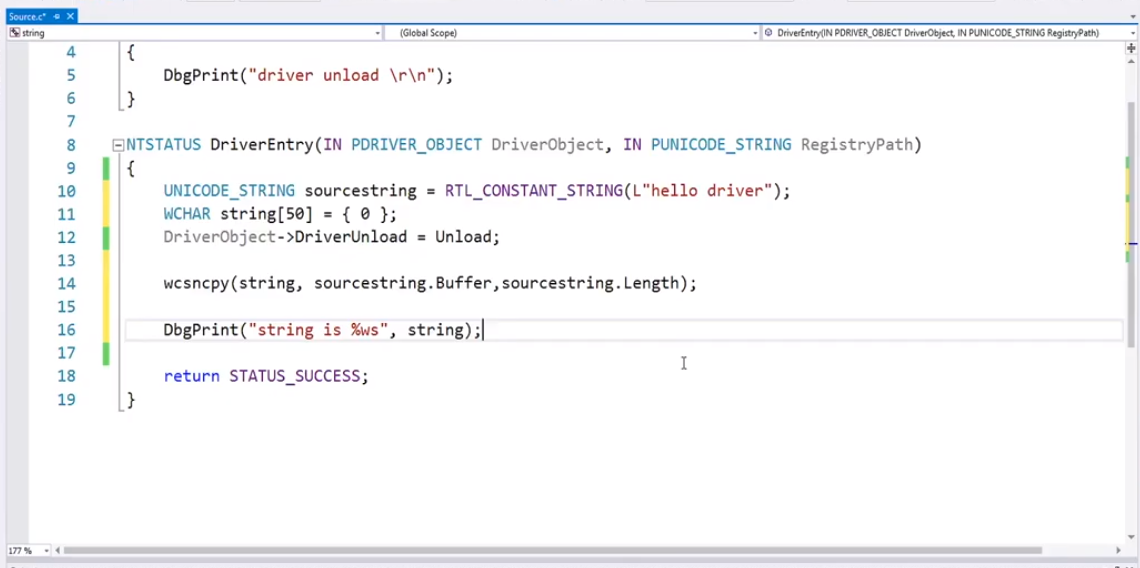 Source.c*
string (Global Scope) DriverEntry(IN PDRIVER_OBJECT DriverObject, IN PUNICODE_STRING RegistryPath)
4 {
5 DbgPrint("driver unload \r\n");
6 }
7
8 NTSTATUS DriverEntry(IN PDRIVER_OBJECT DriverObject, IN PUNICODE_STRING RegistryPath)
9 {
10 UNICODE_STRING sourcestring = RTL_CONSTANT_STRING(L"hello driver");
11 WCHAR string[50] = { 0 };
12 DriverObject->DriverUnload = Unload;
13
14 wcsncpy(string, sourcestring.Buffer,sourcestring.Length);
15
16 DbgPrint("string is %ws", string);
17
18 return STATUS_SUCCESS;
19 }
177 %